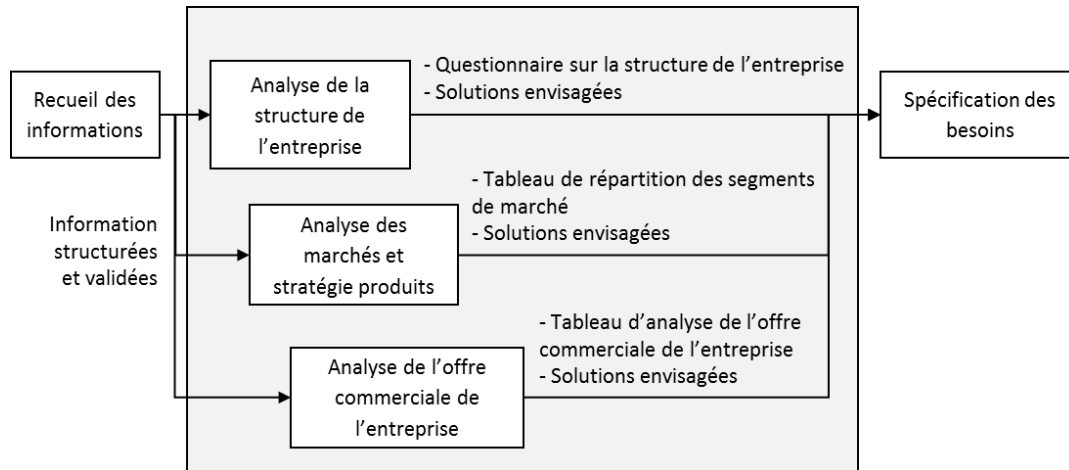 Recueil des
informations
Analyse de la
structure de
l'entreprise
- Questionnaire sur la structure de l'entreprise
- Solutions envisagées
Spécification des
besoins
Information
structurées
et validées
Analyse des
marchés et
stratégie produits
- Tableau de répartition des segments
de marché
- Solutions envisagées
Analyse de l'offre
commerciale de
l'entreprise
- Tableau d'analyse de l'offre
commerciale de l'entreprise
- Solutions envisagées